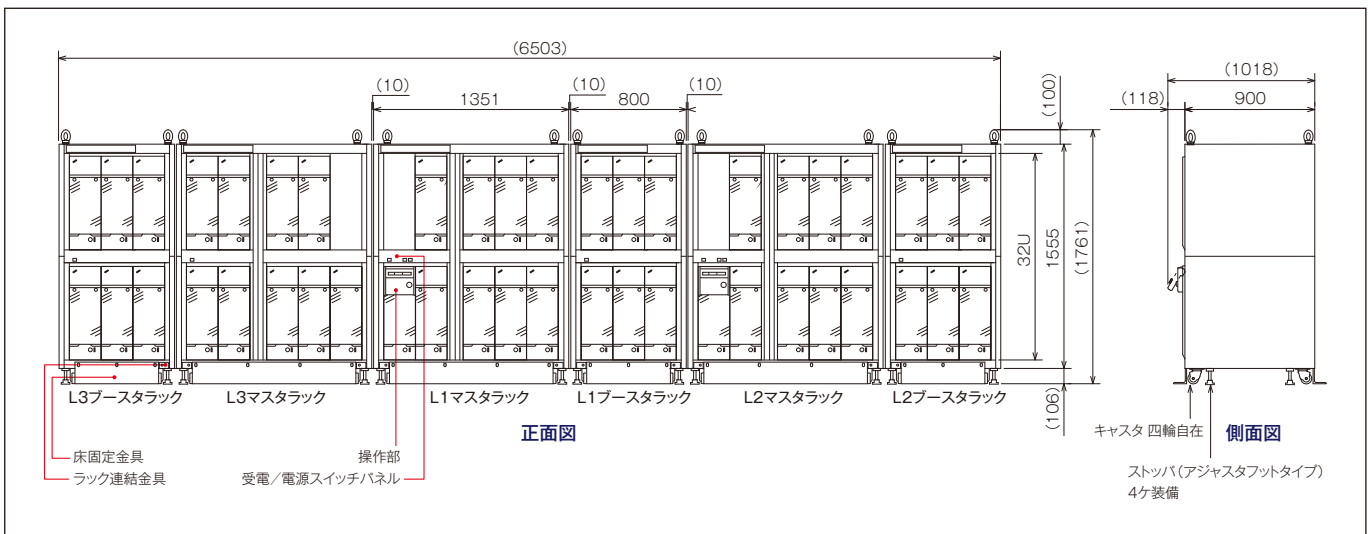 (6503)
(10)
1351
(10)
800
(10)
(100)
(1018)
(118)
900
32U
1555
(1761)
(106)
L3ブースタラック
L3マスタラック
L1マスタラック
L1ブースタラック
L2マスタラック
L2ブースタラック
正面図
床固定金具
ラック連結金具
操作部
受電／電源スイッチパネル
キャスタ 四輪自在
側面図
ストッパ(アジャスタフットタイプ)
4ケ装備